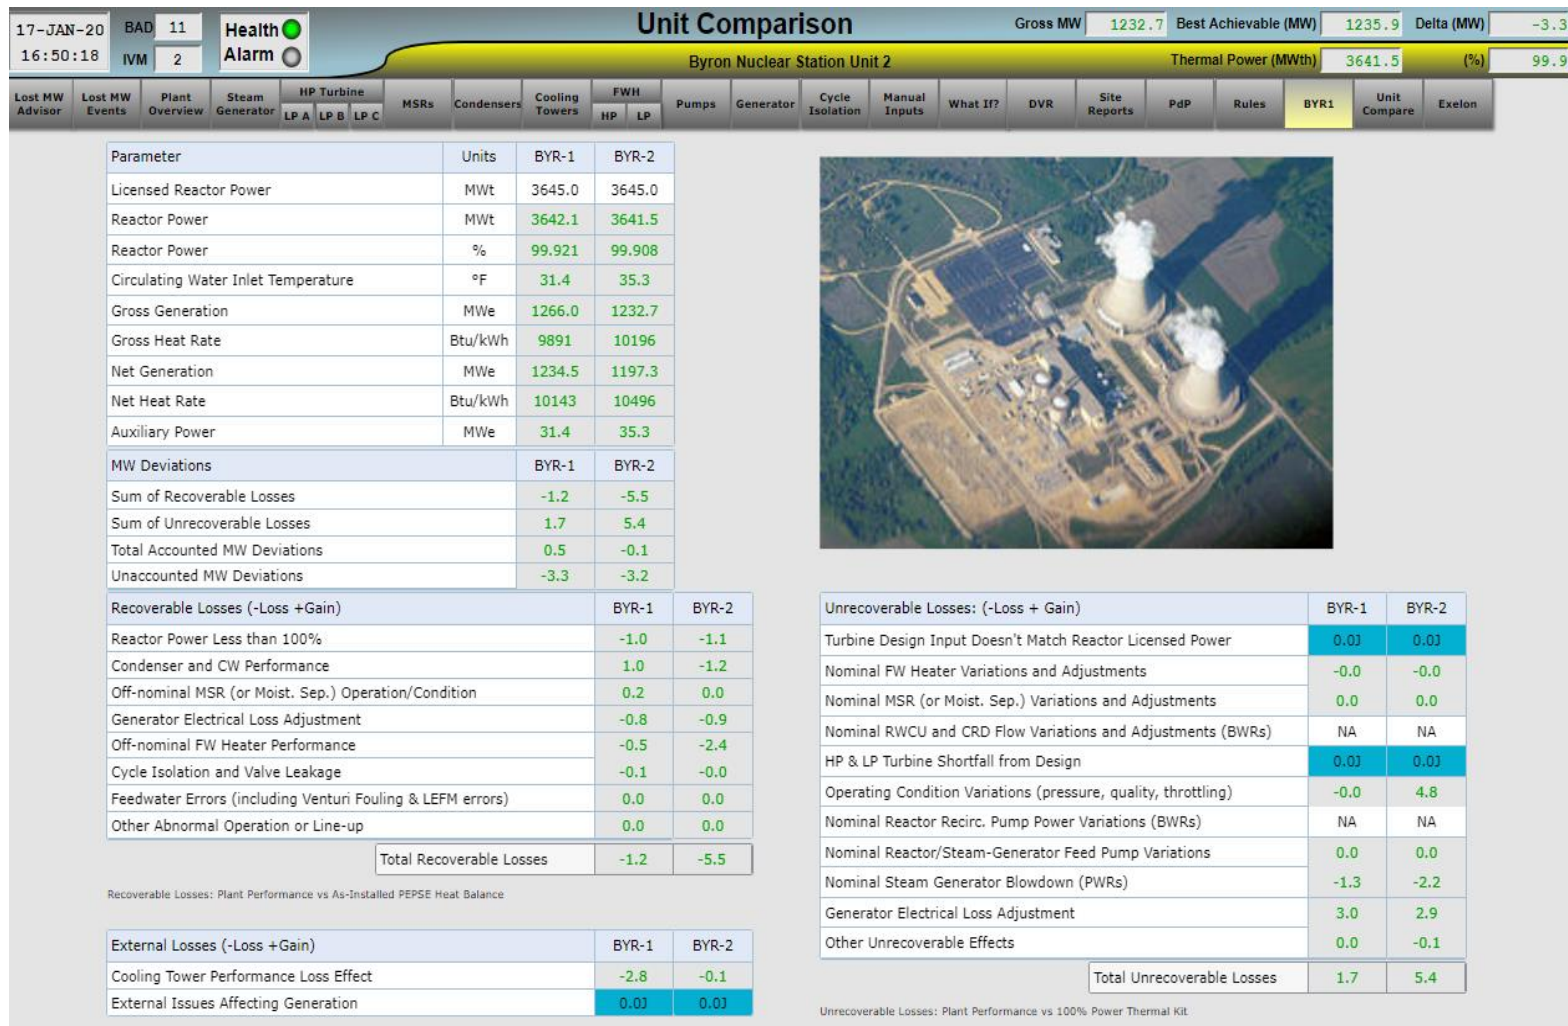 17-JAN-20 BAD 11 Health Unit Comparison Gross MW 1232.7 Best Achievable (MW) 1235.9 Delta (MW) -3.3
16:50:18 IVM 2 Alarm Byron Nuclear Station Unit 2 Thermal Power (MWth) 3641.5 (%) 99.9
Lost MW Advisor Lost MW Events Plant Overview Steam Generator HP Turbine LP A LP B LP C MSRs Condensers Cooling Towers FWH HP LP Pumps Generator Cycle Isolation Manual Inputs What If? DVR Site Reports PdP Rules BYR1 Unit Compare Exelon
Parameter Units BYR-1 BYR-2
Licensed Reactor Power MWt 3645.0 3645.0
Reactor Power MWt 3642.1 3641.5
Reactor Power % 99.921 99.908
Circulating Water Inlet Temperature °F 31.4 35.3
Gross Generation MWe 1266.0 1232.7
Gross Heat Rate Btu/kWh 9891 10196
Net Generation MWe 1234.5 1197.3
Net Heat Rate Btu/kWh 10143 10496
Auxiliary Power MWe 31.4 35.3
MW Deviations BYR-1 BYR-2
Sum of Recoverable Losses -1.2 -5.5
Sum of Unrecoverable Losses 1.7 5.4
Total Accounted MW Deviations 0.5 -0.1
Unaccounted MW Deviations -3.3 -3.2
Recoverable Losses (-Loss +Gain) BYR-1 BYR-2
Reactor Power Less than 100% -1.0 -1.1
Condenser and CW Performance 1.0 -1.2
Off-nominal MSR (or Moist. Sep.) Operation/Condition 0.2 0.0
Generator Electrical Loss Adjustment -0.8 -0.9
Off-nominal FW Heater Performance -0.5 -2.4
Cycle Isolation and Valve Leakage -0.1 -0.0
Feedwater Errors (including Venturi Fouling & LEFM errors) 0.0 0.0
Other Abnormal Operation or Line-up 0.0 0.0
Total Recoverable Losses -1.2 -5.5
Recoverable Losses: Plant Performance vs As-Installed PEPSE Heat Balance
External Losses (-Loss +Gain) BYR-1 BYR-2
Cooling Tower Performance Loss Effect -2.8 -0.1
External Issues Affecting Generation 0.0J 0.0J
Unrecoverable Losses: (-Loss + Gain) BYR-1 BYR-2
Turbine Design Input Doesn't Match Reactor Licensed Power 0.0J 0.0J
Nominal FW Heater Variations and Adjustments -0.0 -0.0
Nominal MSR (or Moist. Sep.) Variations and Adjustments 0.0 0.0
Nominal RWCU and CRD Flow Variations and Adjustments (BWRs) NA NA
HP & LP Turbine Shortfall from Design 0.0J 0.0J
Operating Condition Variations (pressure, quality, throttling) -0.0 4.8
Nominal Reactor Recirc. Pump Power Variations (BWRs) NA NA
Nominal Reactor/Steam-Generator Feed Pump Variations 0.0 0.0
Nominal Steam Generator Blowdown (PWRs) -1.3 -2.2
Generator Electrical Loss Adjustment 3.0 2.9
Other Unrecoverable Effects 0.0 -0.1
Total Unrecoverable Losses 1.7 5.4
Unrecoverable Losses: Plant Performance vs 100% Power Thermal Kit